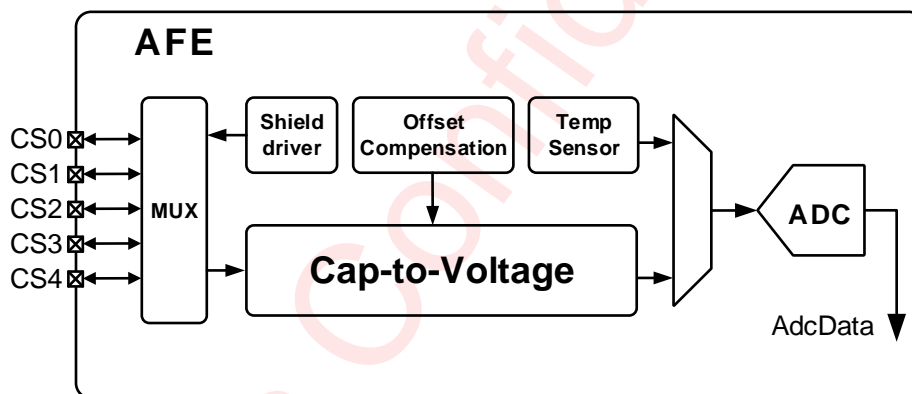 AFE
CS0
CS1
CS2
CS3
CS4
MUX
Shield
driver
Offset
Compensation
Temp
Sensor
Cap-to-Voltage
ADC
AdcData